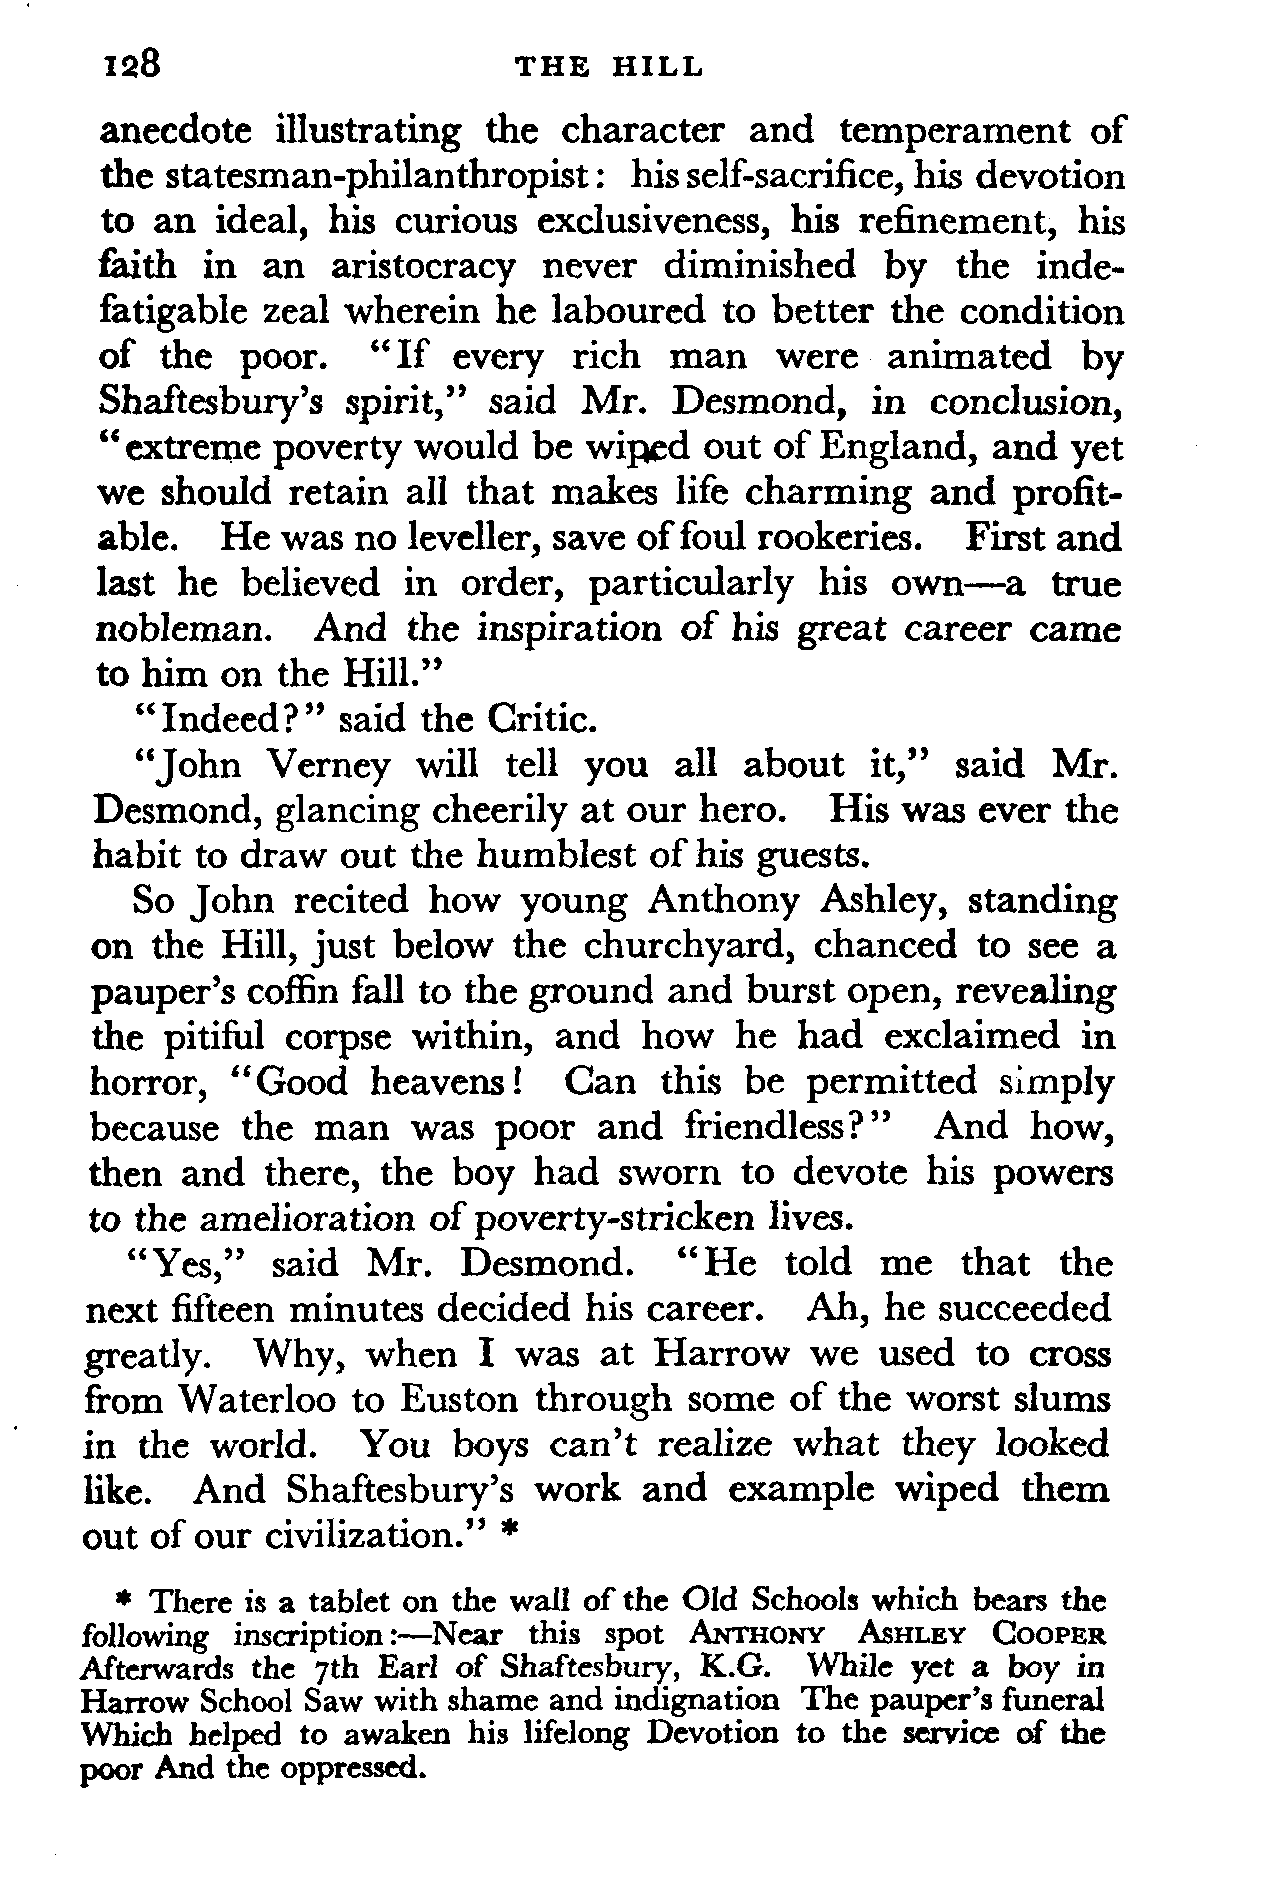 128 THE HILL
anecdote illustrating the character and temperament of
the statesman-philanthropist: his self-sacrifice, his devotion
to an ideal, his curious exclusiveness, his refinement, his
faith in an aristocracy never diminished by the inde-
fatigable zeal wherein he laboured to better the condition
of the poor. “If every rich man were animated by
Shaftesbury’s spirit,” said Mr. Desmond, in conclusion,
“extreme poverty would be wiped out of England, and yet
we should retain all that makes life charming and profit-
able. He was no leveller, save of foul rookeries. First and
last he believed in order, particularly his own—a true
nobleman. And the inspiration of his great career came
to him on the Hill.”
“Indeed?” said the Critic.
“John Verney will tell you all about it,” said Mr.
Desmond, glancing cheerily at our hero. His was ever the
habit to draw out the humblest of his guests.
So John recited how young Anthony Ashley, standing
on the Hill, just below the churchyard, chanced to see a
pauper’s coffin fall to the ground and burst open, revealing
the pitiful corpse within, and how he had exclaimed in
horror, “Good heavens! Can this be permitted simply
because the man was poor and friendless?” And how,
then and there, the boy had sworn to devote his powers
to the amelioration of poverty-stricken lives.
“Yes,” said Mr. Desmond. “He told me that the
next fifteen minutes decided his career. Ah, he succeeded
greatly. Why, when I was at Harrow we used to cross
from Waterloo to Euston through some of the worst slums
in the world. You boys can’t realize what they looked
like. And Shaftesbury’s work and example wiped them
out of our civilization.” *
* There is a tablet on the wall of the Old Schools which bears the
following inscription:—Near this spot ANTHONY ASHLEY COOPER
Afterwards the 7th Earl of Shaftesbury, K.G. While yet a boy in
Harrow School Saw with shame and indignation The pauper’s funeral
Which helped to awaken his lifelong Devotion to the service of the
poor And the oppressed.